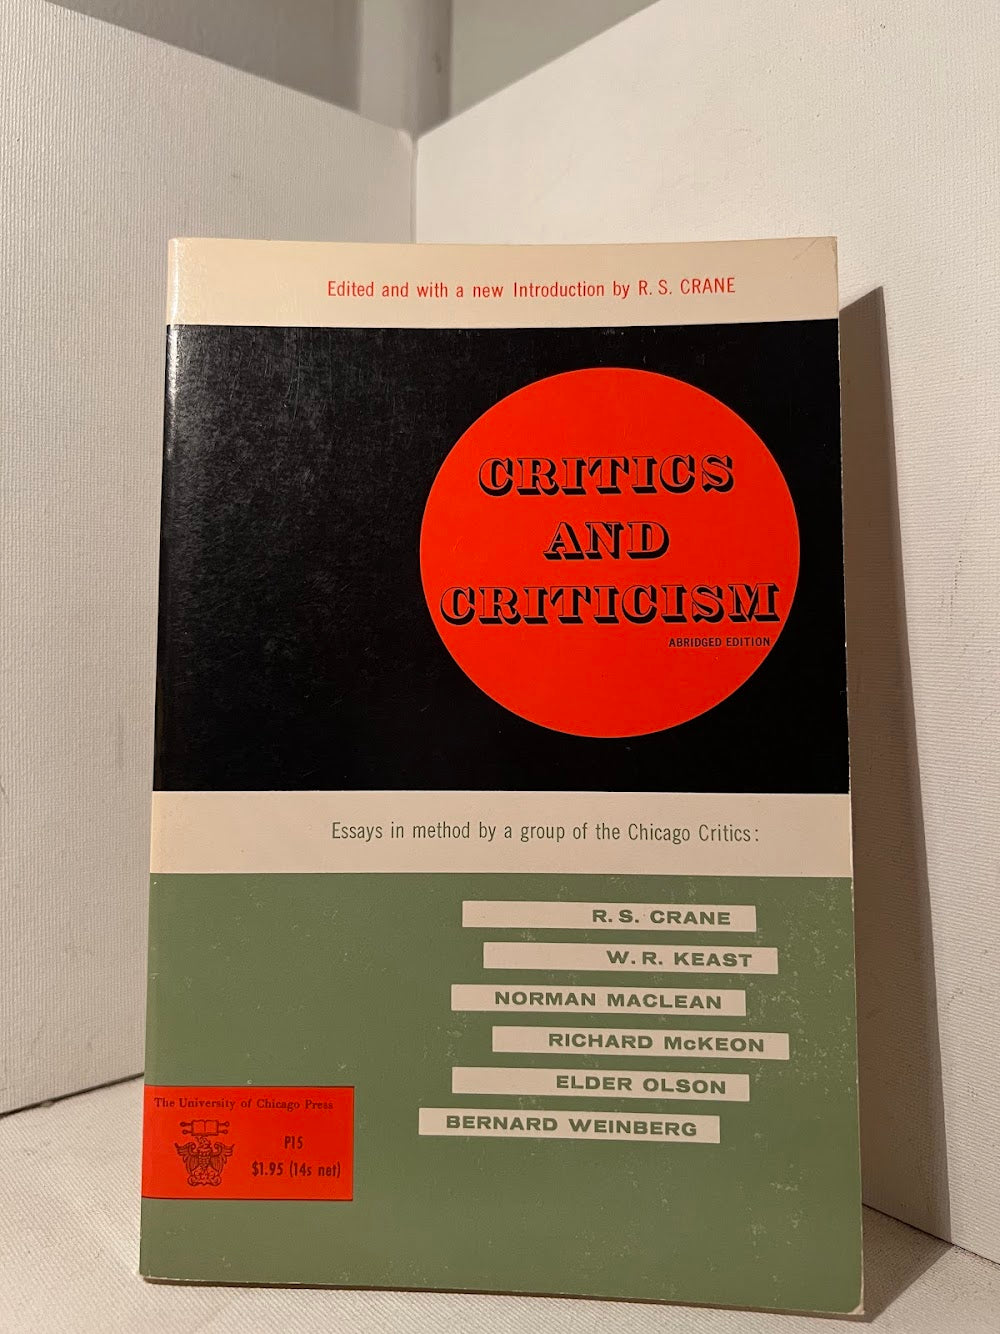 Edited and with a new Introduction by R. S. CRANE
CRITICS
AND
CRITICISM
ABRIDGED EDITION
Essays in method by a group of the Chicago Critics:
R. S. CRANE
W. R. KEAST
NORMAN MACLEAN
RICHARD McKEON
ELDER OLSON
BERNARD WEINBERG
The University of Chicago Press
P15
$1.95 (14s net)